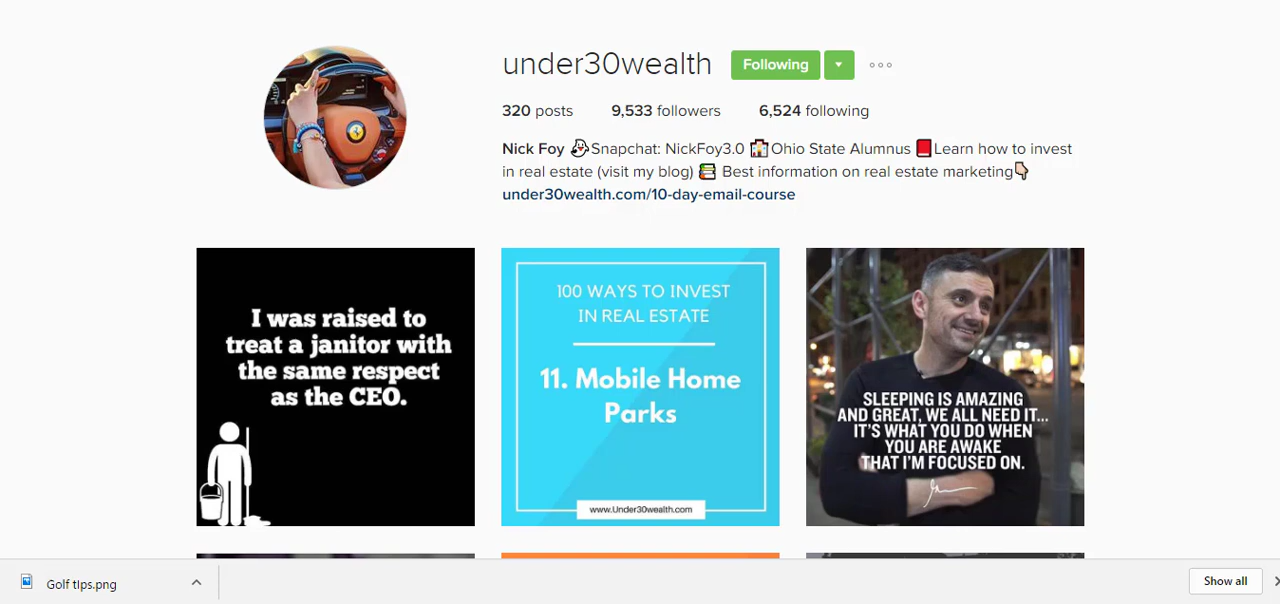 under30wealth Following
320 posts 9,533 followers 6,524 following
Nick Foy 👻Snapchat: NickFoy3.0 🏩Ohio State Alumnus 📕Learn how to invest
in real estate (visit my blog) 📚 Best information on real estate marketing👇🏻
under30wealth.com/10-day-email-course
I was raised to
treat a janitor with
the same respect
as the CEO.
100 WAYS TO INVEST
IN REAL ESTATE
11. Mobile Home
Parks
www.Under30wealth.com
SLEEPING IS AMAZING
AND GREAT, WE ALL NEED IT...
IT'S WHAT YOU DO WHEN
YOU ARE AWAKE
THAT I'M FOCUSED ON.
Golf tIps.png
Show all